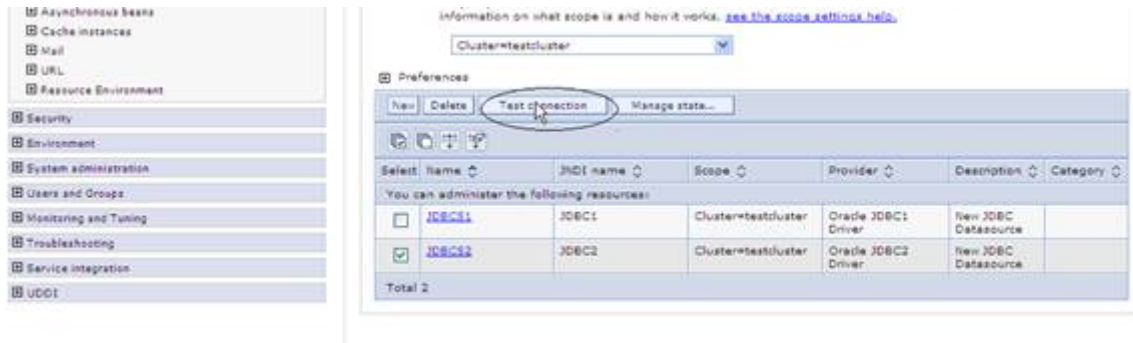 Asynchronous beans
Cache instances
Mail
URL
Resource Environment
Security
Environment
System administration
Users and Groups
Monitoring and Tuning
Troubleshooting
Service integration
UDDI
information on what scope is and how it works, see the scope settings help.
Cluster=testcluster
Preferences
New Delete Test connection Manage state...
Select Name JNDI name Scope Provider Description Category
You can administer the following resources:
JDBCS1 JDBC1 Cluster=testcluster Oracle JDBC1 Driver New JDBC Datasource
JDBCS2 JDBC2 Cluster=testcluster Oracle JDBC2 Driver New JDBC Datasource
Total 2